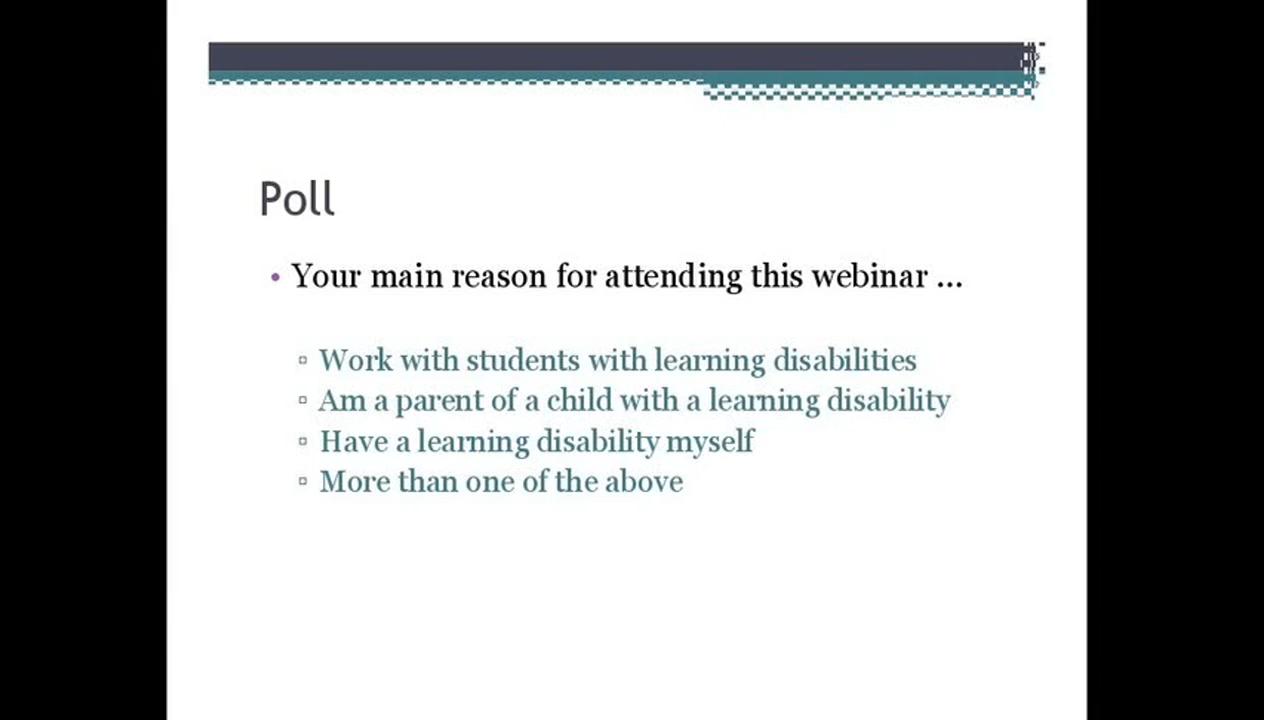 Poll
• Your main reason for attending this webinar ...
▫ Work with students with learning disabilities
▫ Am a parent of a child with a learning disability
▫ Have a learning disability myself
▫ More than one of the above